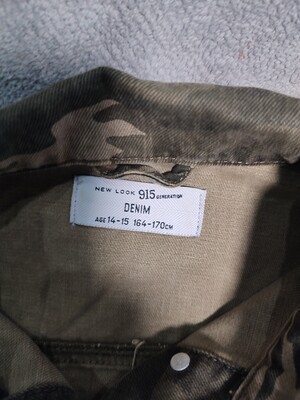 NEW LOOK 915 GENERATION
DENIM
AGE 14-15 164-170CM